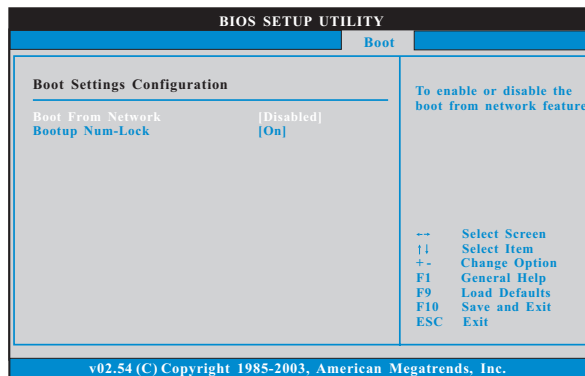 BIOS SETUP UTILITY
Boot
Boot Settings Configuration
Boot From Network [Disabled]
Bootup Num-Lock [On]
To enable or disable the
boot from network feature
←→ Select Screen
↑↓ Select Item
+- Change Option
F1 General Help
F9 Load Defaults
F10 Save and Exit
ESC Exit
v02.54 (C) Copyright 1985-2003, American Megatrends, Inc.